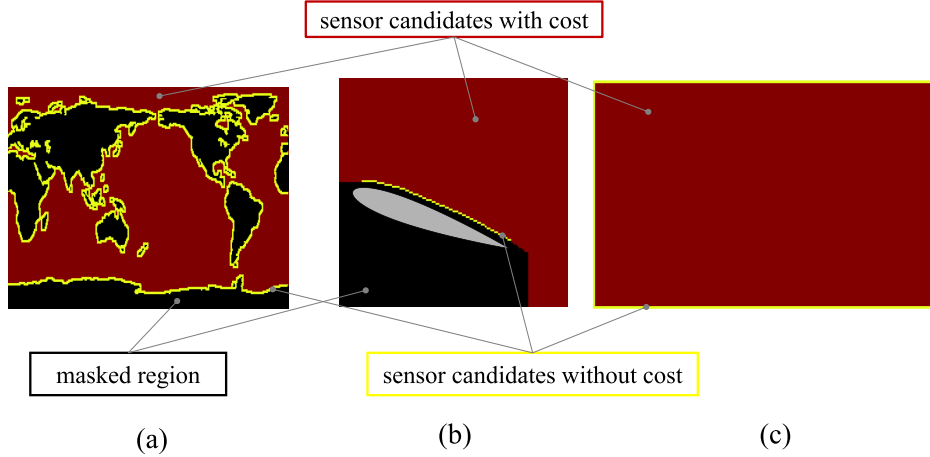 sensor candidates with cost
masked region
sensor candidates without cost
(a)
(b)
(c)